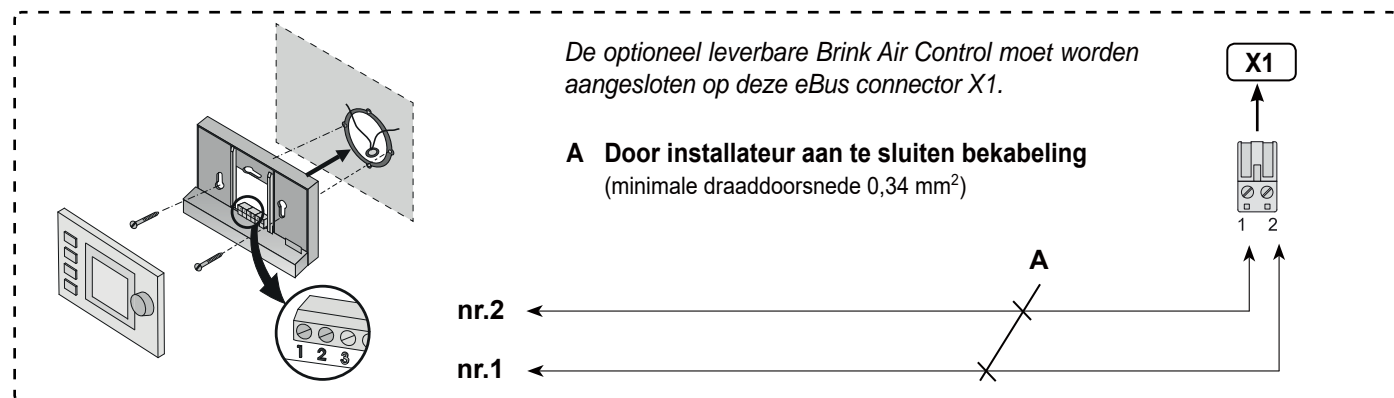 De optioneel leverbare Brink Air Control moet worden
aangesloten op deze eBus connector X1.
X1
A Door installateur aan te sluiten bekabeling
(minimale draaddoorsnede 0,34 mm²)
1 2
A
nr.2
1 2 3
nr.1